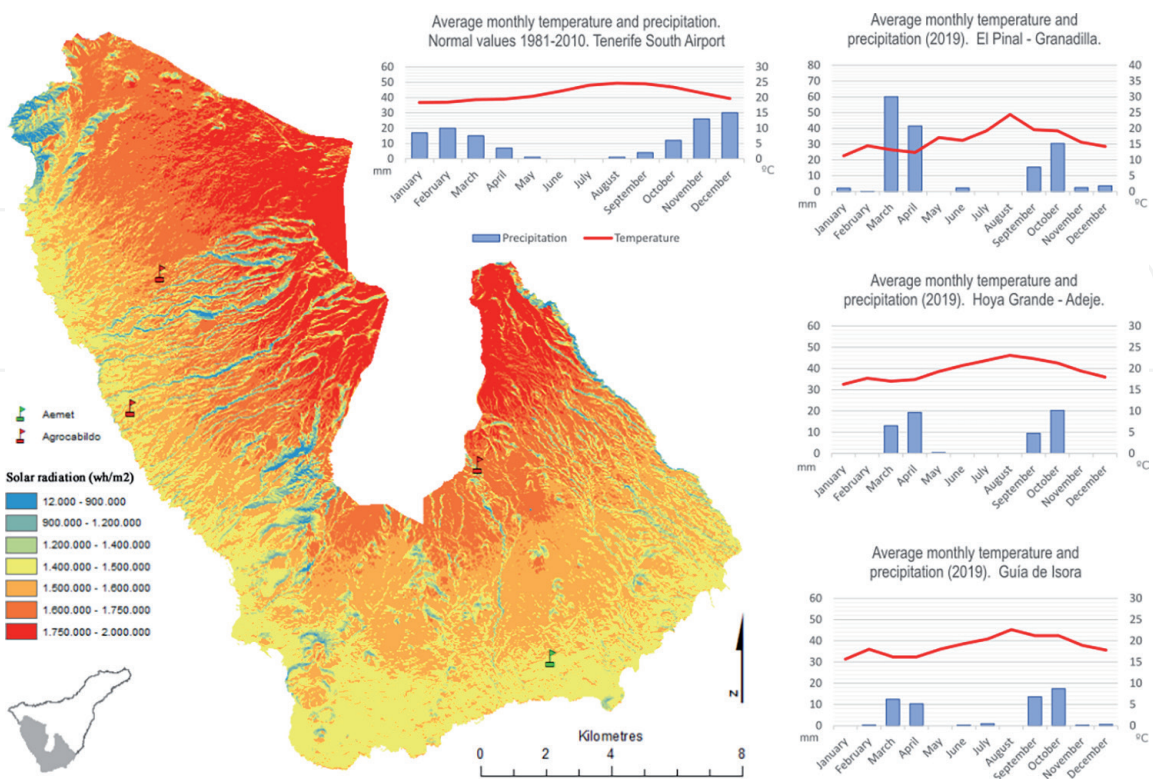 Average monthly temperature and precipitation.
Normal values 1981-2010. Tenerife South Airport
60
50
40
30
20
10
0
mm
30
25
20
15
10
5
0
ºC
January
February
March
April
May
June
July
August
September
October
November
December
Precipitation
Temperature
Average monthly temperature and
precipitation (2019). El Pinal - Granadilla.
80
70
60
50
40
30
20
10
0
mm
40
35
30
25
20
15
10
5
0
ºC
January
February
March
April
May
June
July
August
September
October
November
December
Average monthly temperature and
precipitation (2019). Hoya Grande - Adeje.
60
50
40
30
20
10
0
mm
30
25
20
15
10
5
0
ºC
January
February
March
April
May
June
July
August
September
October
November
December
Average monthly temperature and
precipitation (2019). Guía de Isora
60
50
40
30
20
10
0
mm
30
25
20
15
10
5
0
ºC
January
February
March
April
May
June
July
August
September
October
November
December
Aemet
Agrocabildo
Solar radiation (wh/m2)
12.000 - 900.000
900.000 - 1.200.000
1.200.000 - 1.400.000
1.400.000 - 1.500.000
1.500.000 - 1.600.000
1.600.000 - 1.750.000
1.750.000 - 2.000.000
N
Kilometres
0 2 4 8